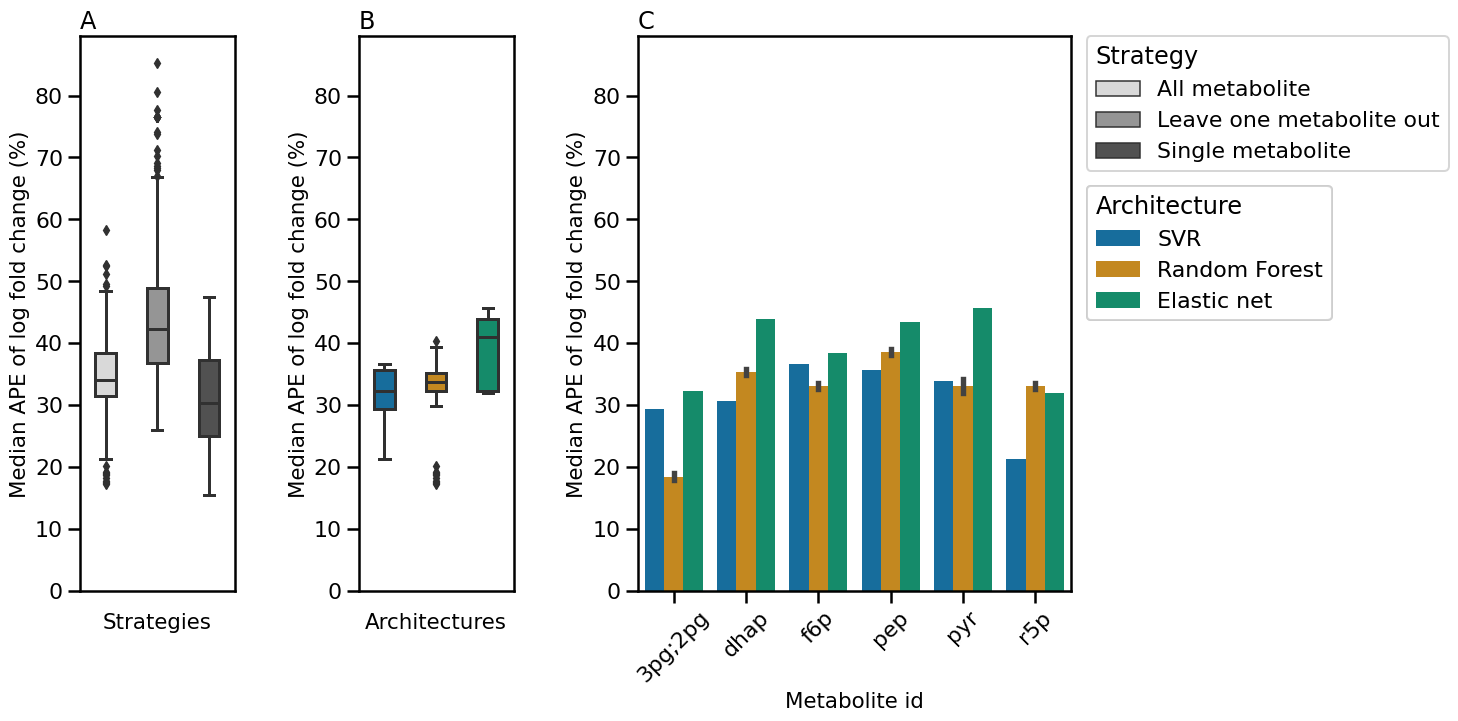 A
Median APE of log fold change (%)
80
70
60
50
40
30
20
10
0
Strategies
B
Median APE of log fold change (%)
80
70
60
50
40
30
20
10
0
Architectures
C
Median APE of log fold change (%)
80
70
60
50
40
30
20
10
0
3pg;2pg
dhap
f6p
pep
pyr
r5p
Metabolite id
Strategy
All metabolite
Leave one metabolite out
Single metabolite
Architecture
SVR
Random Forest
Elastic net